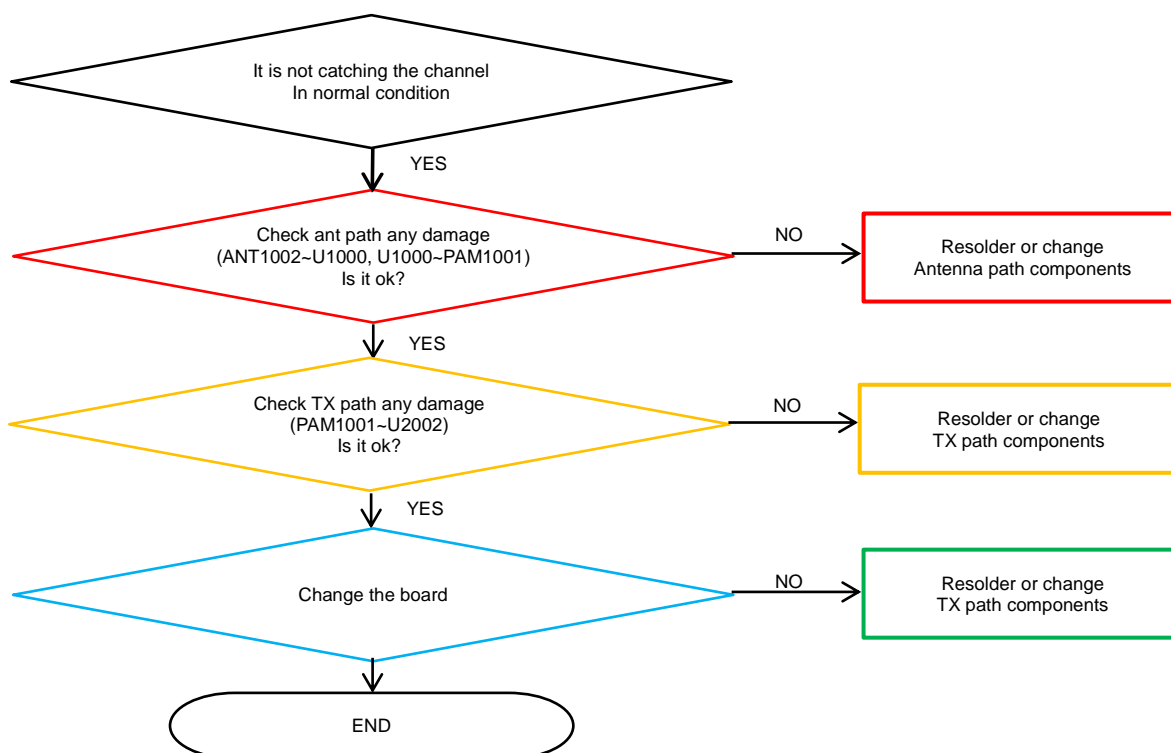 It is not catching the channel
In normal condition
YES
Check ant path any damage
(ANT1002~U1000, U1000~PAM1001)
Is it ok?
NO
Resolder or change
Antenna path components
YES
Check TX path any damage
(PAM1001~U2002)
Is it ok?
NO
Resolder or change
TX path components
YES
Change the board
NO
Resolder or change
TX path components
END